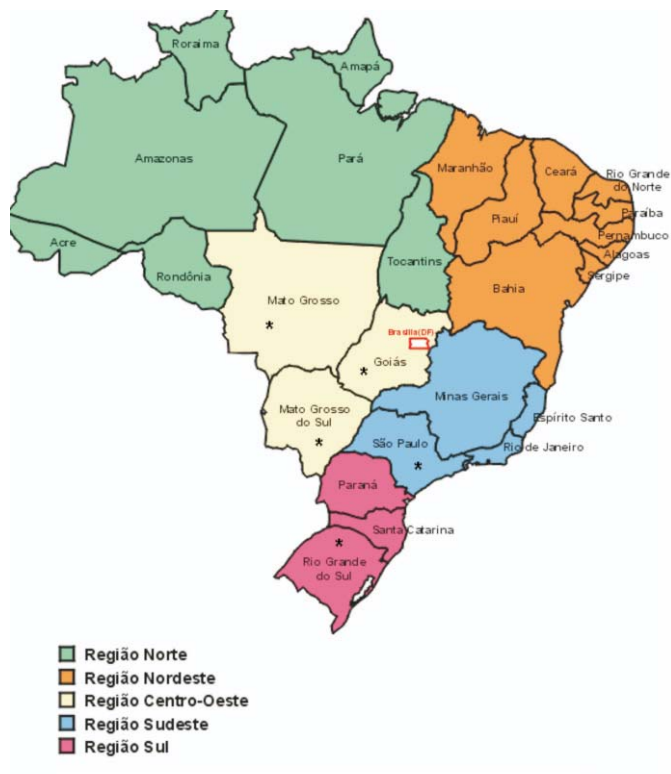 Roraima
Amapá
Amazonas
Pará
Maranhão
Ceará
Rio Grande
do Norte
Piauí
Paraíba
Pernambuco
Acre
Alagoas
Tocantins
Rondônia
Sergipe
Bahia
Mato Grosso
*
Brasília(DF)
Goiás
*
Minas Gerais
Mato Grosso
do Sul
*
Espírito Santo
São Paulo
*
Rio de Janeiro
Paraná
Santa Catarina
*
Rio Grande
do Sul
Região Norte
Região Nordeste
Região Centro-Oeste
Região Sudeste
Região Sul